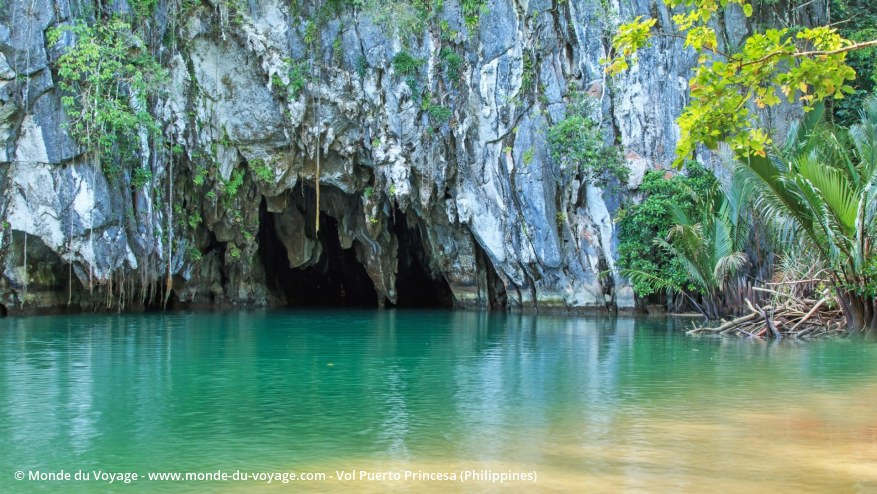 © Monde du Voyage - www.monde-du-voyage.com - Vol Puerto Princesa (Philippines)